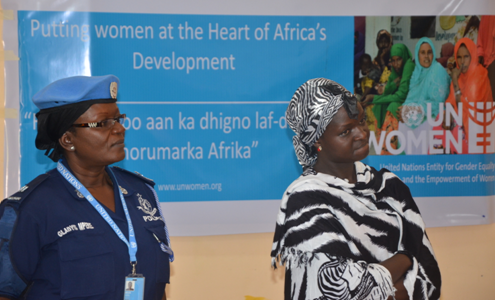 Putting women at the Heart of Africa's
Development
aan ka dhigno laf-d
horumarka Afrika"
www.unwomen.org
UN
WOMEN
United Nations Entity for Gender Equality
and the Empowerment of Women
POLICE
GLADYS